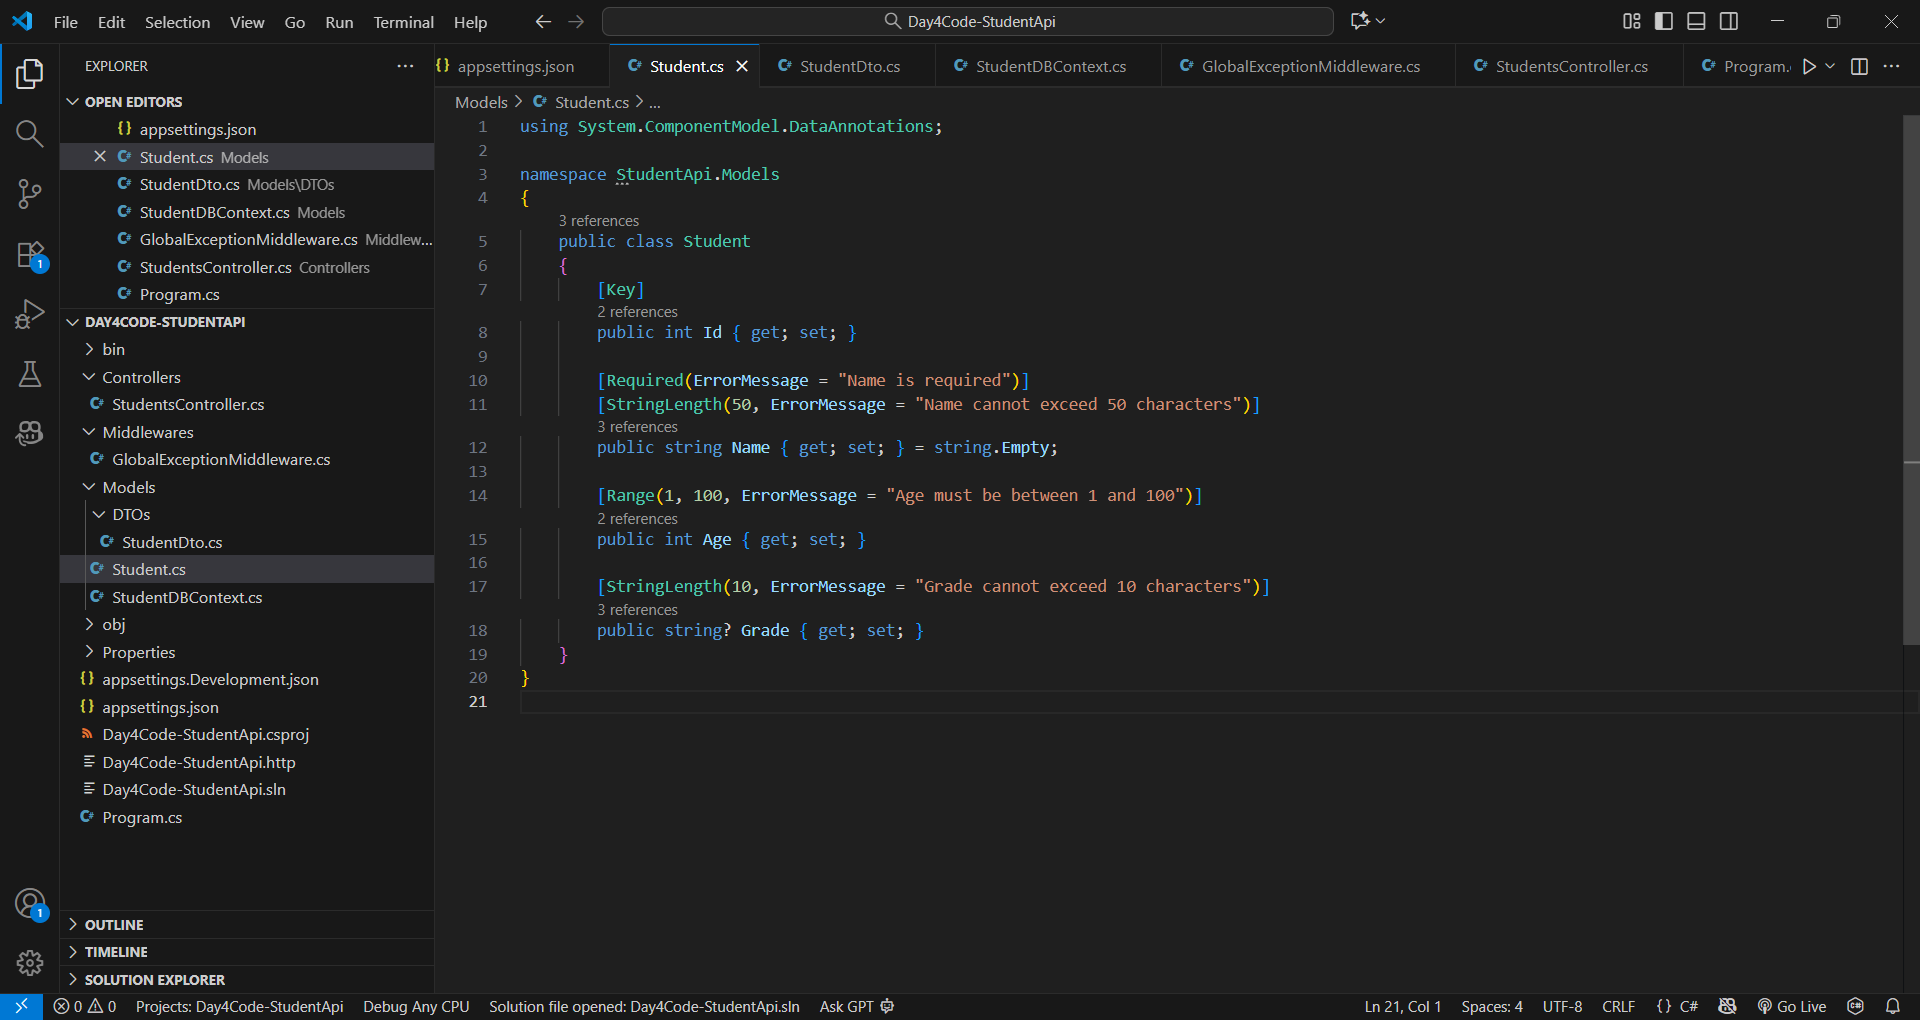 File Edit Selection View Go Run Terminal Help
Day4Code-StudentApi
EXPLORER
OPEN EDITORS
{} appsettings.json
C# Student.cs Models
C# StudentDto.cs Models\DTOs
C# StudentDBContext.cs Models
C# GlobalExceptionMiddleware.cs Middlew...
C# StudentsController.cs Controllers
C# Program.cs
DAY4CODE-STUDENTAPI
bin
Controllers
C# StudentsController.cs
Middlewares
C# GlobalExceptionMiddleware.cs
Models
DTOs
C# StudentDto.cs
C# Student.cs
C# StudentDBContext.cs
obj
Properties
{} appsettings.Development.json
{} appsettings.json
Day4Code-StudentApi.csproj
Day4Code-StudentApi.http
Day4Code-StudentApi.sln
C# Program.cs
OUTLINE
TIMELINE
SOLUTION EXPLORER
1
1
{} appsettings.json C# Student.cs C# StudentDto.cs C# StudentDBContext.cs C# GlobalExceptionMiddleware.cs C# StudentsController.cs C# Program.
Models > C# Student.cs > ...
1 using System.ComponentModel.DataAnnotations;
2
3 namespace StudentApi.Models
4 {
3 references
5 public class Student
6 {
7 [Key]
2 references
8 public int Id { get; set; }
9
10 [Required(ErrorMessage = "Name is required")]
11 [StringLength(50, ErrorMessage = "Name cannot exceed 50 characters")]
3 references
12 public string Name { get; set; } = string.Empty;
13
14 [Range(1, 100, ErrorMessage = "Age must be between 1 and 100")]
2 references
15 public int Age { get; set; }
16
17 [StringLength(10, ErrorMessage = "Grade cannot exceed 10 characters")]
3 references
18 public string? Grade { get; set; }
19 }
20 }
21
0 0 Projects: Day4Code-StudentApi Debug Any CPU Solution file opened: Day4Code-StudentApi.sln Ask GPT Ln 21, Col 1 Spaces: 4 UTF-8 CRLF {} C# Go Live